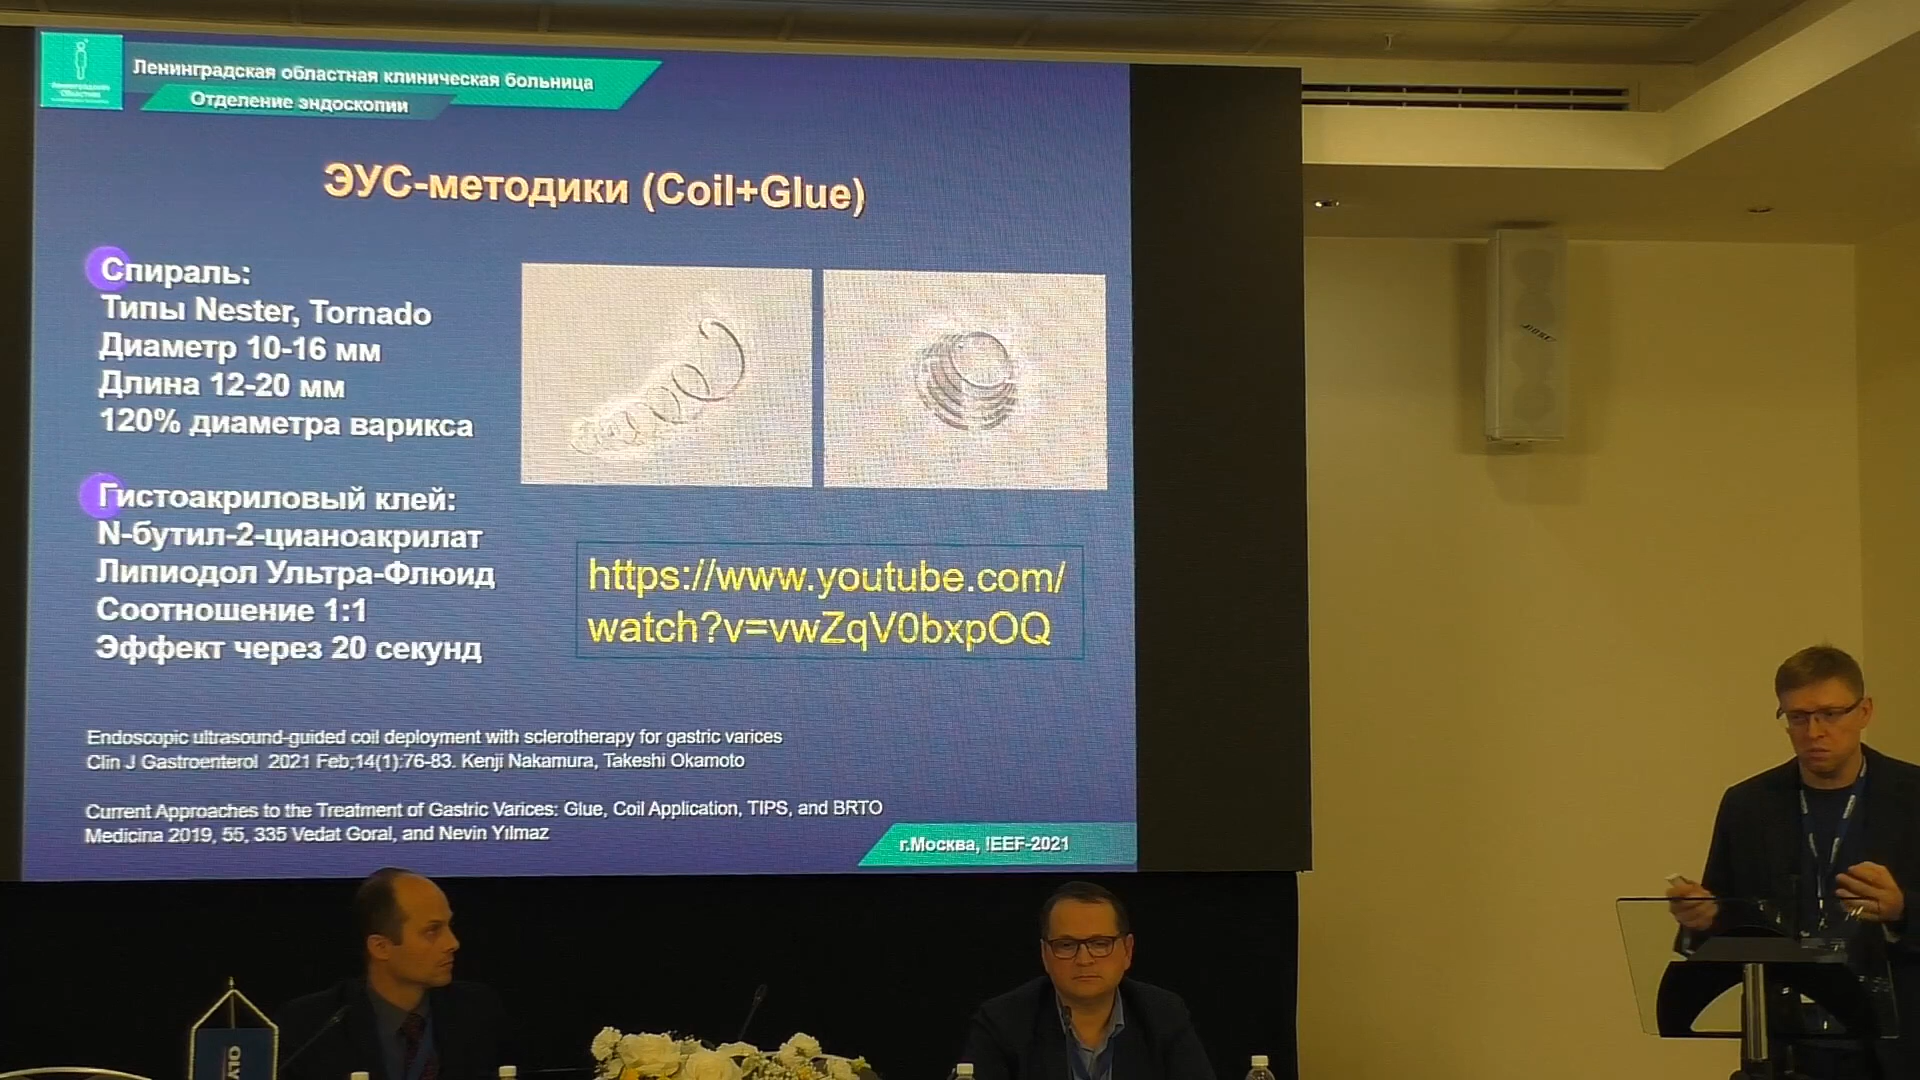 Ленинградская областная клиническая больница
Отделение эндоскопии
ЭУС-методики (Coil+Glue)
Спираль:
Типы Nester, Tornado
Диаметр 10-16 мм
Длина 12-20 мм
120% диаметра варикса
Гистоакриловый клей:
N-бутил-2-цианоакрилат
Липиодол Ультра-Флюид
Соотношение 1:1
Эффект через 20 секунд
https://www.youtube.com/
watch?v=vwZqV0bxpOQ
Endoscopic ultrasound-guided coil deployment with sclerotherapy for gastric varices
Clin J Gastroenterol 2021 Feb;14(1):76-83. Kenji Nakamura, Takeshi Okamoto
Current Approaches to the Treatment of Gastric Varices: Glue, Coil Application, TIPS, and BRTO
Medicina 2019, 55, 335 Vedat Goral, and Nevin Yılmaz
г.Москва, IEEF-2021
BOSE
OLY